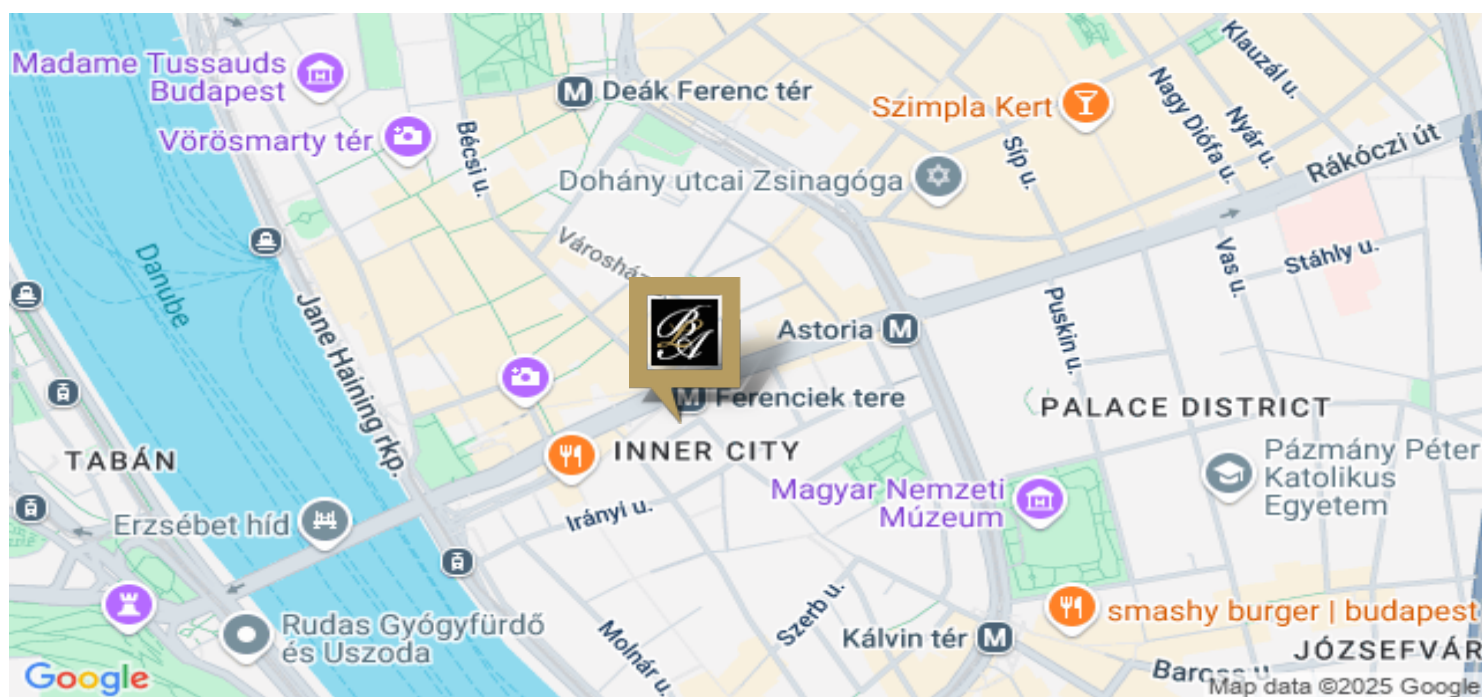 Madame Tussauds
Budapest
Vörösmarty tér
Bécsi u.
M Deák Ferenc tér
Szimpla Kert
Klauzál u.
Nagy Diófa u.
Nyár u.
Síp u.
Rákóczi út
Dohány utcai Zsinagóga
Danube
Jane Haining rkp.
Vas u.
Stáhly u.
Puskin u.
Astoria M
M Ferenciek tere
PALACE DISTRICT
TABÁN
INNER CITY
Pázmány Péter
Katolikus
Egyetem
Magyar Nemzeti
Múzeum
Erzsébet híd
Irányi u.
Szerb u.
Molnár u.
Rudas Gyógyfürdő
és Uszoda
smashy burger | budapest
Kálvin tér M
JÓZSEFVÁR
Baross u.
Google
Map data ©2025 Google